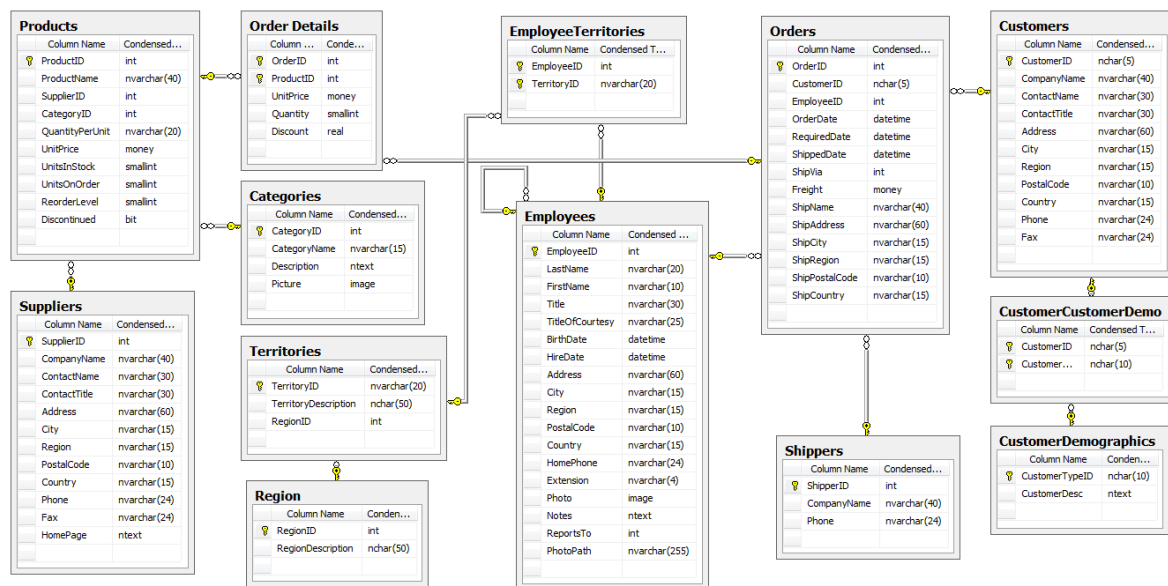 Products
Column Name Condensed...
ProductID int
ProductName nvarchar(40)
SupplierID int
CategoryID int
QuantityPerUnit nvarchar(20)
UnitPrice money
UnitsInStock smallint
UnitsOnOrder smallint
ReorderLevel smallint
Discontinued bit
Order Details
Column ... Conde...
OrderID int
ProductID int
UnitPrice money
Quantity smallint
Discount real
EmployeeTerritories
Column Name Condensed T...
EmployeeID int
TerritoryID nvarchar(20)
Orders
Column Name Condensed...
OrderID int
CustomerID nchar(5)
EmployeeID int
OrderDate datetime
RequiredDate datetime
ShippedDate datetime
ShipVia int
Freight money
ShipName nvarchar(40)
ShipAddress nvarchar(60)
ShipCity nvarchar(15)
ShipRegion nvarchar(15)
ShipPostalCode nvarchar(10)
ShipCountry nvarchar(15)
Customers
Column Name Condensed...
CustomerID nchar(5)
CompanyName nvarchar(40)
ContactName nvarchar(30)
ContactTitle nvarchar(30)
Address nvarchar(60)
City nvarchar(15)
Region nvarchar(15)
PostalCode nvarchar(10)
Country nvarchar(15)
Phone nvarchar(24)
Fax nvarchar(24)
Categories
Column Name Condensed...
CategoryID int
CategoryName nvarchar(15)
Description ntext
Picture image
Employees
Column Name Condensed ...
EmployeeID int
LastName nvarchar(20)
FirstName nvarchar(10)
Title nvarchar(30)
TitleOfCourtesy nvarchar(25)
BirthDate datetime
HireDate datetime
Address nvarchar(60)
City nvarchar(15)
Region nvarchar(15)
PostalCode nvarchar(10)
Country nvarchar(15)
HomePhone nvarchar(24)
Extension nvarchar(4)
Photo image
Notes ntext
ReportsTo int
PhotoPath nvarchar(255)
Suppliers
Column Name Condensed...
SupplierID int
CompanyName nvarchar(40)
ContactName nvarchar(30)
ContactTitle nvarchar(30)
Address nvarchar(60)
City nvarchar(15)
Region nvarchar(15)
PostalCode nvarchar(10)
Country nvarchar(15)
Phone nvarchar(24)
Fax nvarchar(24)
HomePage ntext
Territories
Column Name Condensed...
TerritoryID nvarchar(20)
TerritoryDescription nchar(50)
RegionID int
Region
Column Name Conden...
RegionID int
RegionDescription nchar(50)
CustomerCustomerDemo
Column Name Condensed T...
CustomerID nchar(5)
Customer... nchar(10)
Shippers
Column Name Condensed...
ShipperID int
CompanyName nvarchar(40)
Phone nvarchar(24)
CustomerDemographics
Column Name Conden...
CustomerTypeID nchar(10)
CustomerDesc ntext